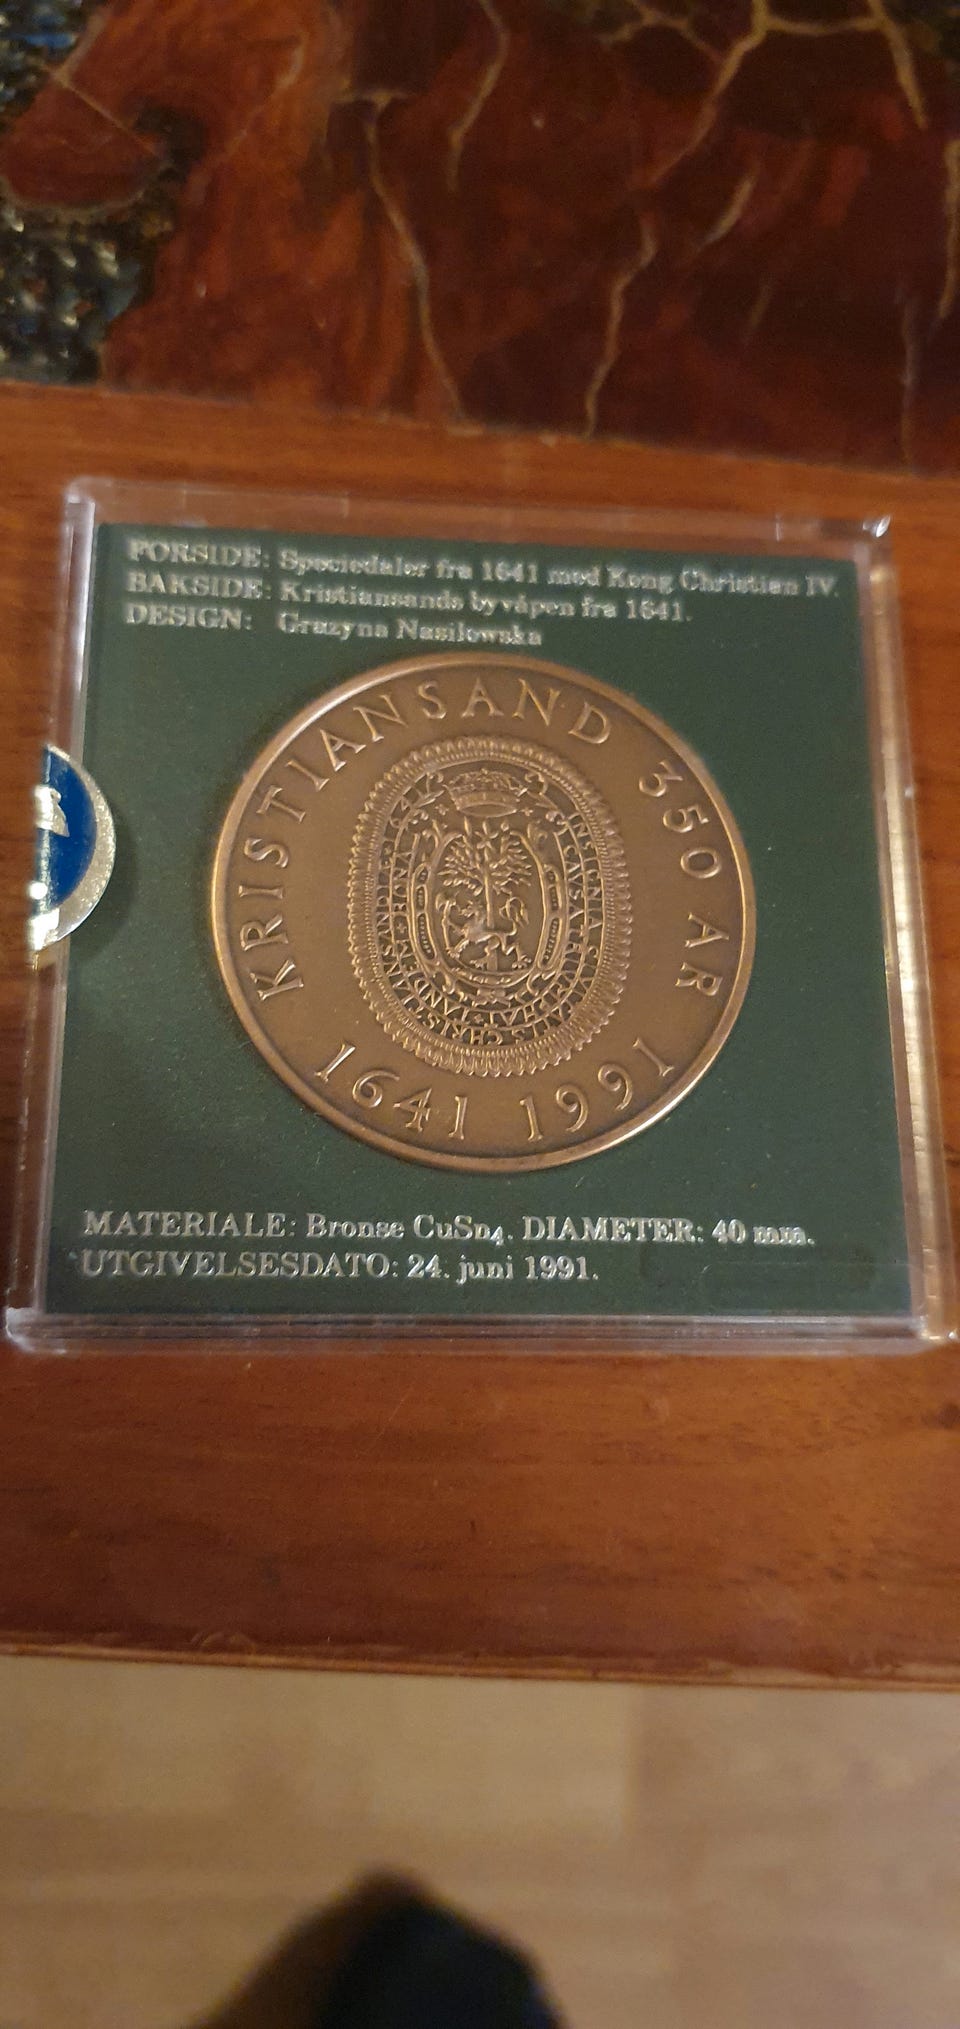 FORSIDE: Speciedaler fra 1641 med Kong Christian IV.
BAKSIDE: Kristiansands byvåpen fra 1641.
DESIGN: Grazyna Nasilowska
KRISTIANSAND 350 ÅR
1641 1991
MATERIALE: Bronse CuSn4. DIAMETER: 40 mm.
UTGIVELSESDATO: 24. juni 1991.